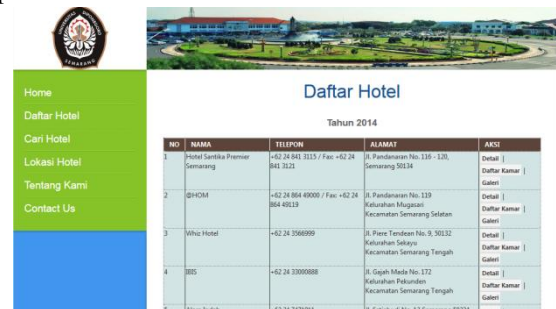 UNIVERSITAS DIPONEGORO
SEMARANG
Home
Daftar Hotel
Cari Hotel
Lokasi Hotel
Tentang Kami
Contact Us
Daftar Hotel
Tahun 2014
NO NAMA TELEPON ALAMAT AKSI
1 Hotel Santika Premier +62 24 841 3115 / Fax: +62 24 Jl. Pandanaran No. 116 - 120, Detail |
Semarang 841 3121 Semarang 50134 Daftar Kamar |
Galeri
2 @HOM +62 24 864 49000 / Fax: +62 24 Jl. Pandanaran No. 119 Detail |
864 49119 Kelurahan Mugasari Daftar Kamar |
Kecamatan Semarang Selatan Galeri
3 Whiz Hotel +62 24 3566999 Jl. Piere Tendean No. 9, 50132 Detail |
Kelurahan Sekayu Daftar Kamar |
Kecamatan Semarang Tengah Galeri
4 IBIS +62 24 33000888 Jl. Gajah Mada No. 172 Detail |
Kelurahan Pekunden Daftar Kamar |
Kecamatan Semarang Tengah Galeri